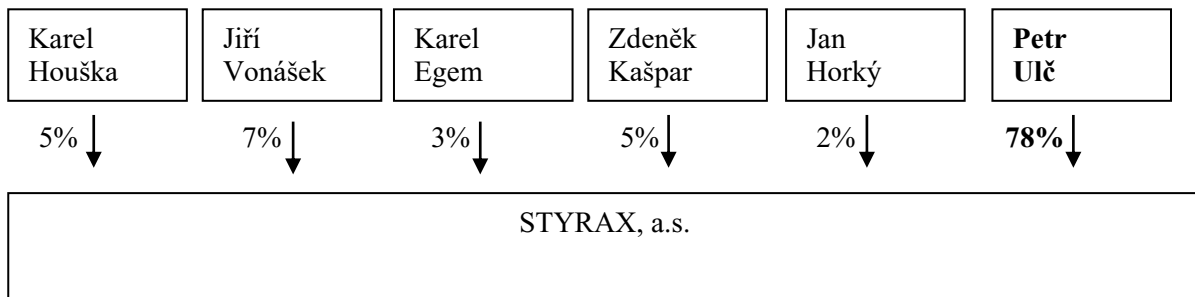 Karel
Houška
Jiří
Vonášek
Karel
Egem
Zdeněk
Kašpar
Jan
Horký
Petr
Ulč
5%
7%
3%
5%
2%
78%
STYRAX, a.s.